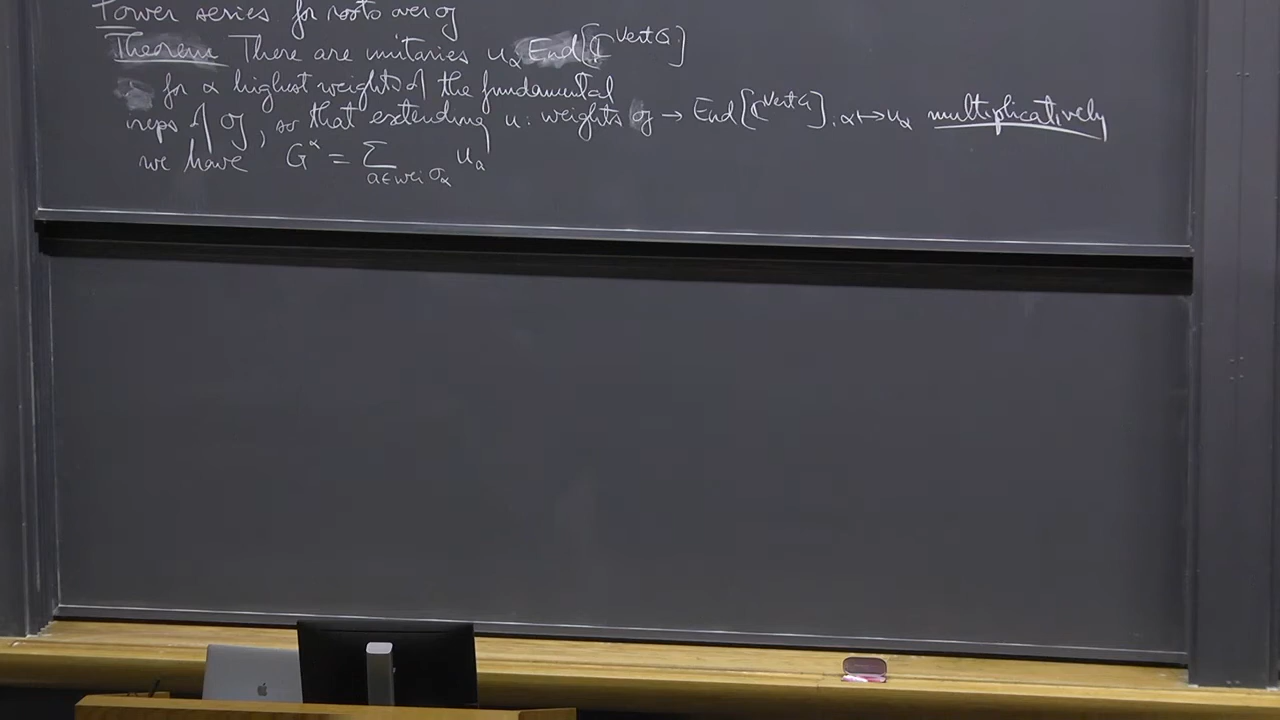 Power series for roots over 𝔤
Theorem There are unitaries u_α End[ℂ^{Vert G}]
for α highest weights of the fundamental
reps of 𝔤, so that extending u: weights 𝔤 → End[ℂ^{Vert G}], α ↦ u_α multiplicatively
we have G^α = ∑_{a ∈ wei σ_α} u_a